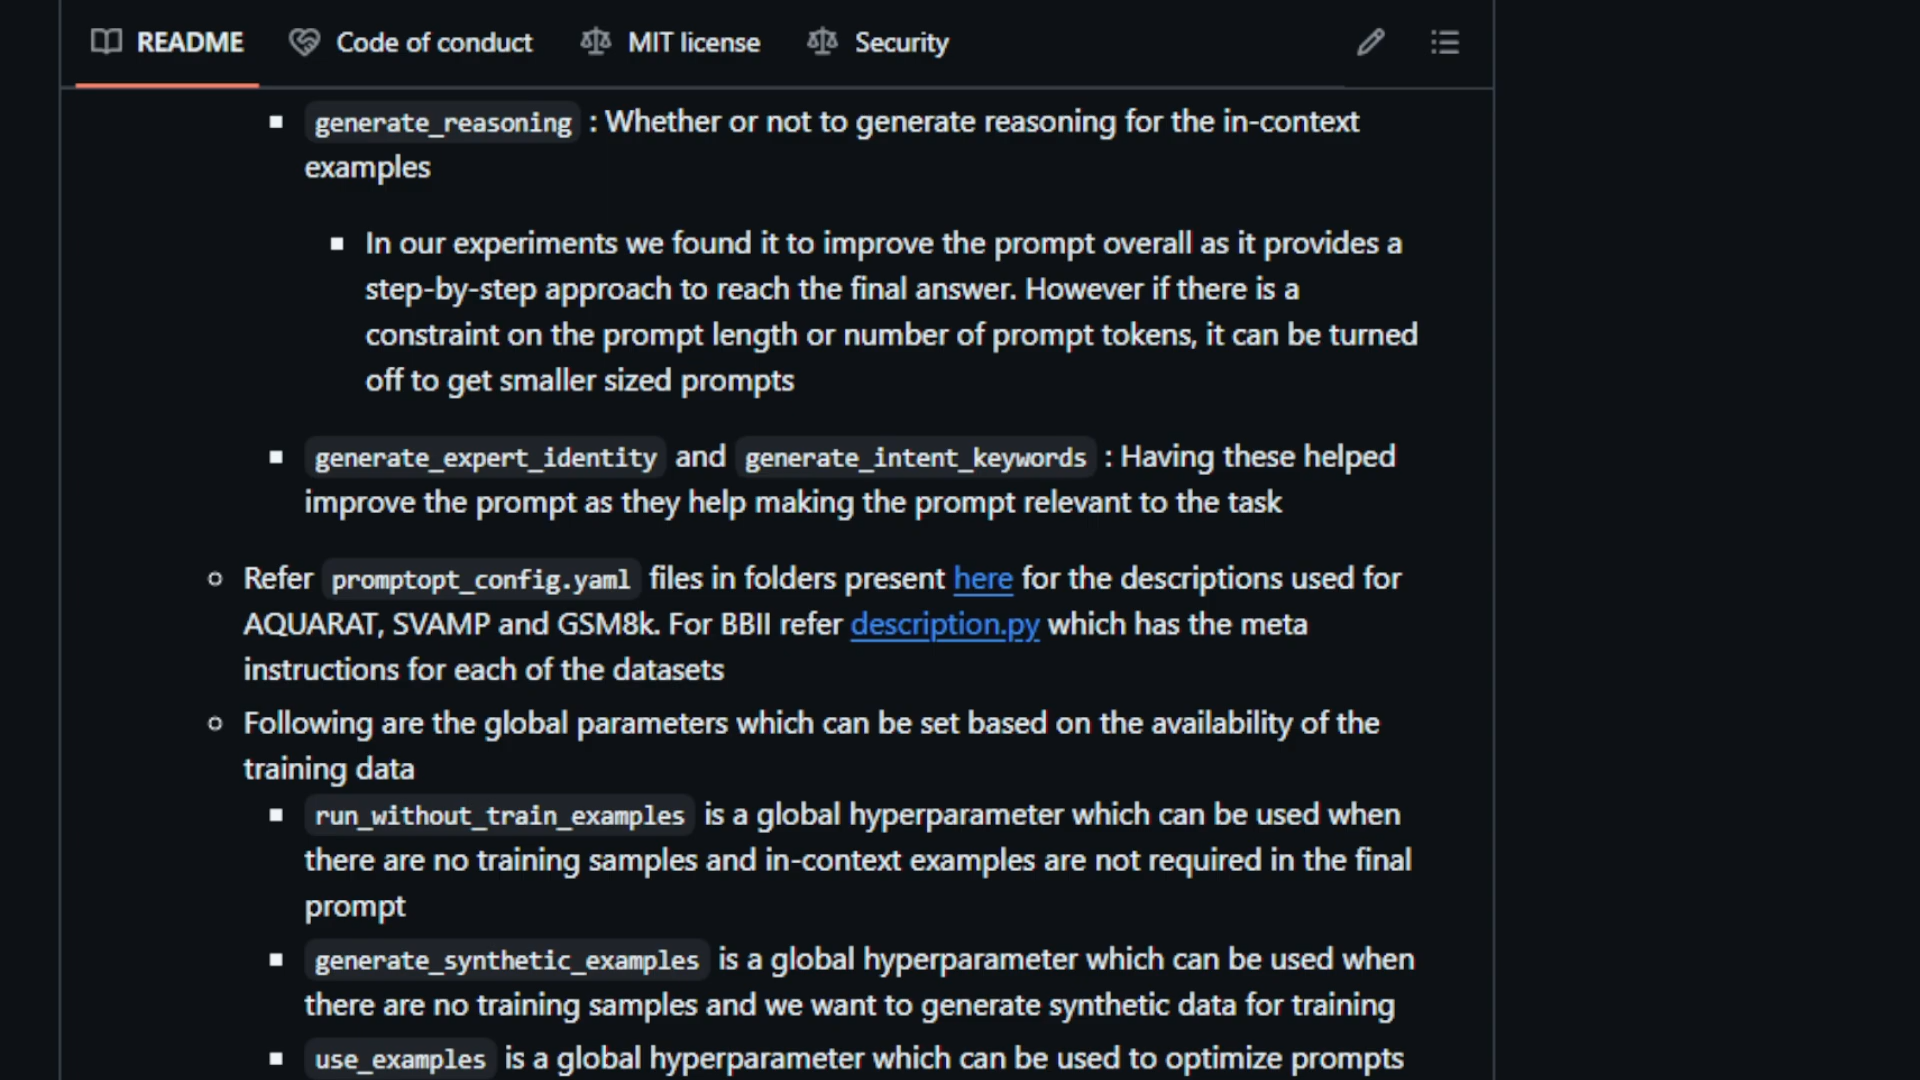 README Code of conduct MIT license Security
generate_reasoning : Whether or not to generate reasoning for the in-context
examples
In our experiments we found it to improve the prompt overall as it provides a
step-by-step approach to reach the final answer. However if there is a
constraint on the prompt length or number of prompt tokens, it can be turned
off to get smaller sized prompts
generate_expert_identity and generate_intent_keywords : Having these helped
improve the prompt as they help making the prompt relevant to the task
Refer promptopt_config.yaml files in folders present here for the descriptions used for
AQUARAT, SVAMP and GSM8k. For BBII refer description.py which has the meta
instructions for each of the datasets
Following are the global parameters which can be set based on the availability of the
training data
run_without_train_examples is a global hyperparameter which can be used when
there are no training samples and in-context examples are not required in the final
prompt
generate_synthetic_examples is a global hyperparameter which can be used when
there are no training samples and we want to generate synthetic data for training
use_examples is a global hyperparameter which can be used to optimize prompts